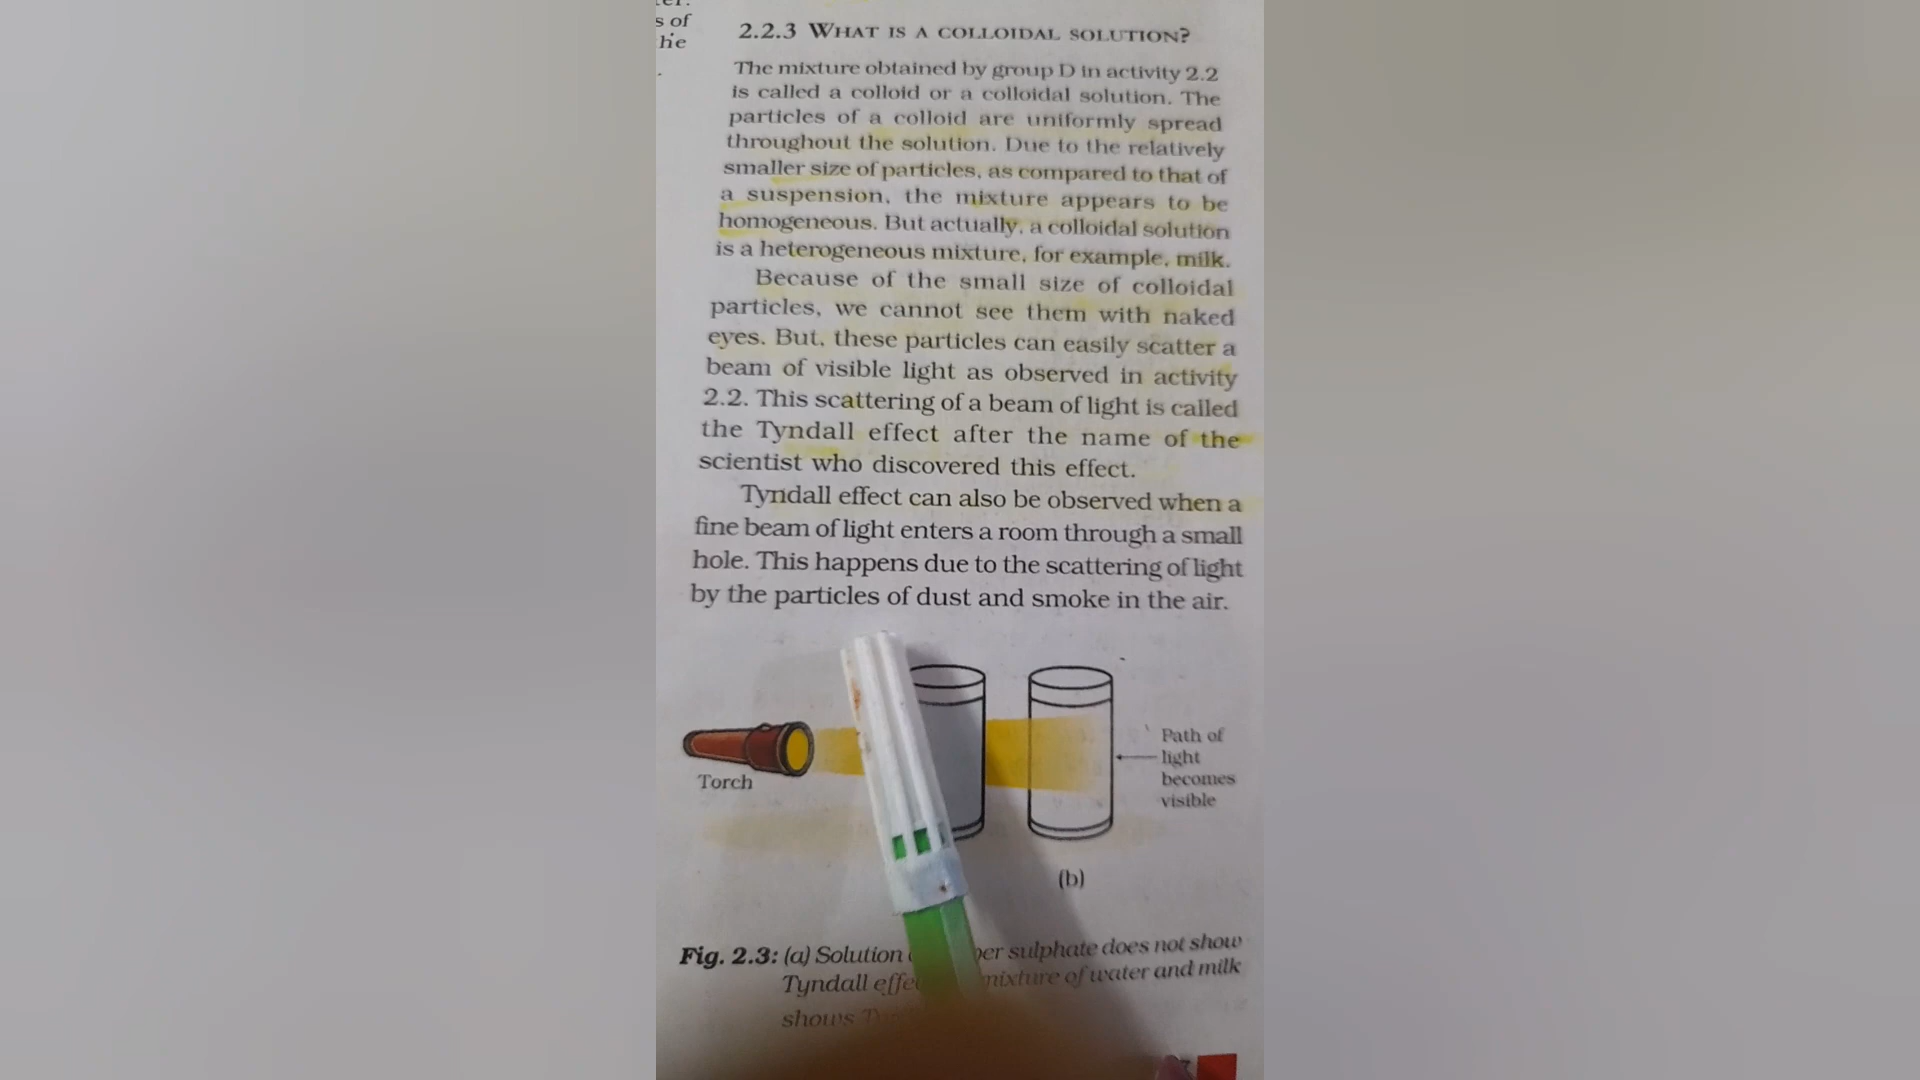 s of
he
2.2.3 WHAT IS A COLLOIDAL SOLUTION?
The mixture obtained by group D in activity 2.2
is called a colloid or a colloidal solution. The
particles of a colloid are uniformly spread
throughout the solution. Due to the relatively
smaller size of particles, as compared to that of
a suspension, the mixture appears to be
homogeneous. But actually, a colloidal solution
is a heterogeneous mixture, for example, milk.
Because of the small size of colloidal
particles, we cannot see them with naked
eyes. But, these particles can easily scatter a
beam of visible light as observed in activity
2.2. This scattering of a beam of light is called
the Tyndall effect after the name of the
scientist who discovered this effect.
Tyndall effect can also be observed when a
fine beam of light enters a room through a small
hole. This happens due to the scattering of light
by the particles of dust and smoke in the air.
Torch
Path of
light
becomes
visible
(b)
Fig. 2.3: (a) Solution per sulphate does not show
Tyndall effe mixture of water and milk
shows